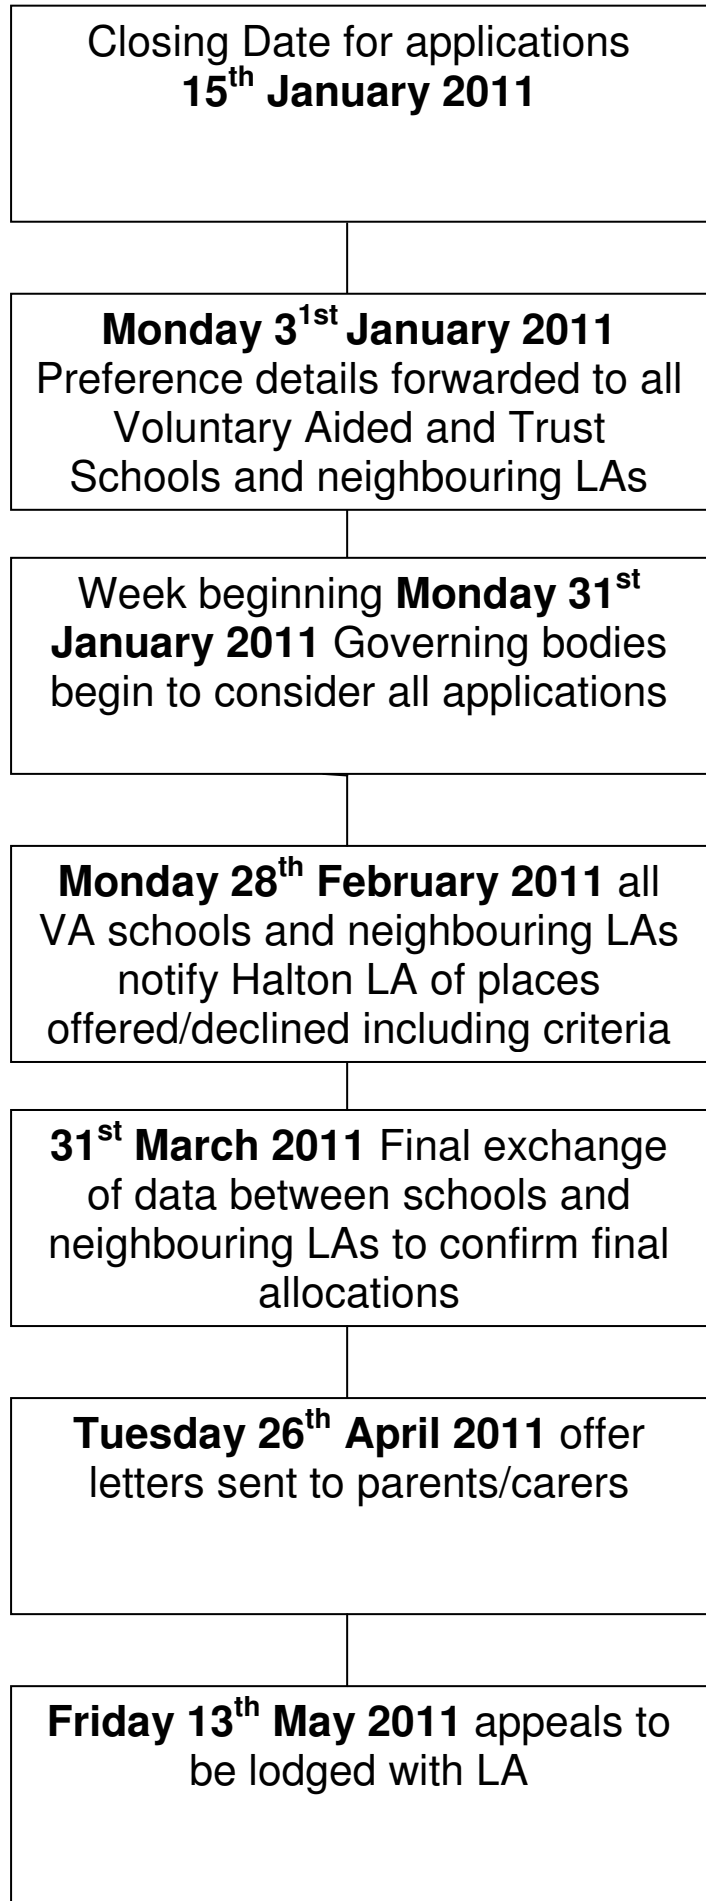 Closing Date for applications
15th January 2011
Monday 31st January 2011
Preference details forwarded to all
Voluntary Aided and Trust
Schools and neighbouring LAs
Week beginning Monday 31st
January 2011 Governing bodies
begin to consider all applications
Monday 28th February 2011 all
VA schools and neighbouring LAs
notify Halton LA of places
offered/declined including criteria
31st March 2011 Final exchange
of data between schools and
neighbouring LAs to confirm final
allocations
Tuesday 26th April 2011 offer
letters sent to parents/carers
Friday 13th May 2011 appeals to
be lodged with LA